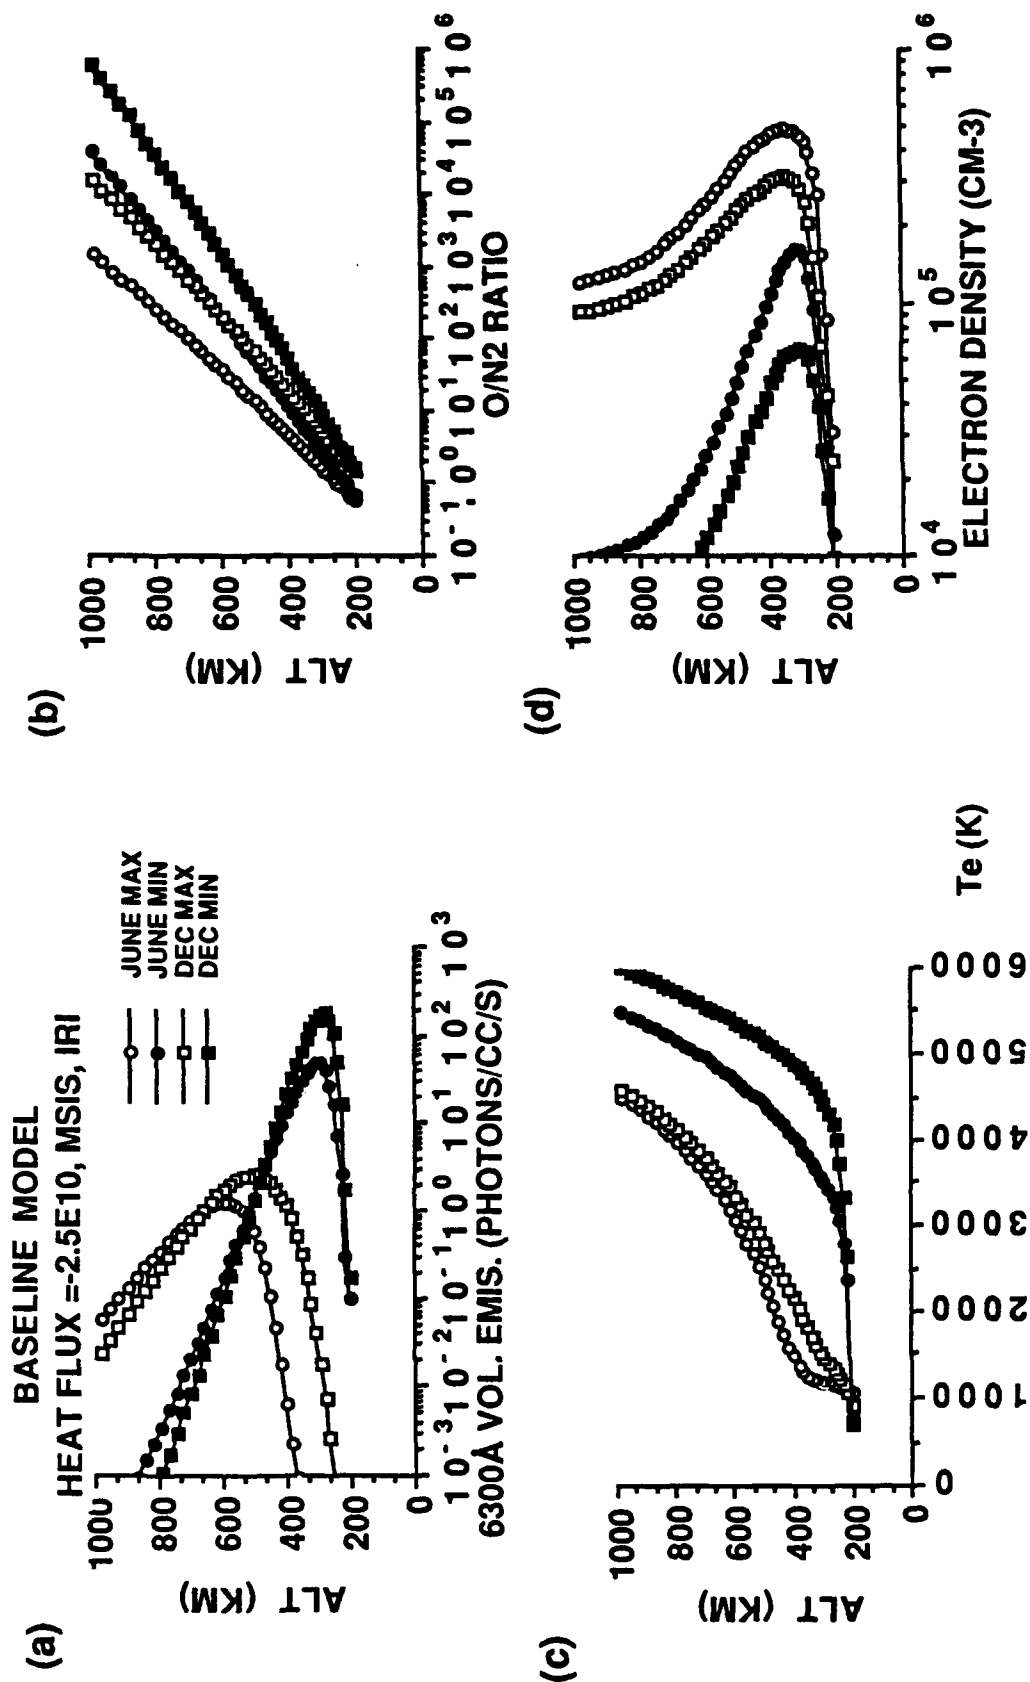 BASELINE MODEL
HEAT FLUX =-2.5E10, MSIS, IRI
(a)
JUNE MAX
JUNE MIN
DEC MAX
DEC MIN
1000
800
600
400
200
0
ALT (KM)
10-3 10-2 10-1 100 101 102 103
6300Å VOL. EMIS. (PHOTONS/CC/S)
(b)
1000
800
600
400
200
0
ALT (KM)
10-1 100 101 102 103 104 105 106
O/N2 RATIO
(c)
1000
800
600
400
200
0
ALT (KM)
0 1000 2000 3000 4000 5000 6000
Te (K)
(d)
1000
800
600
400
200
0
ALT (KM)
104 105 106
ELECTRON DENSITY (CM-3)